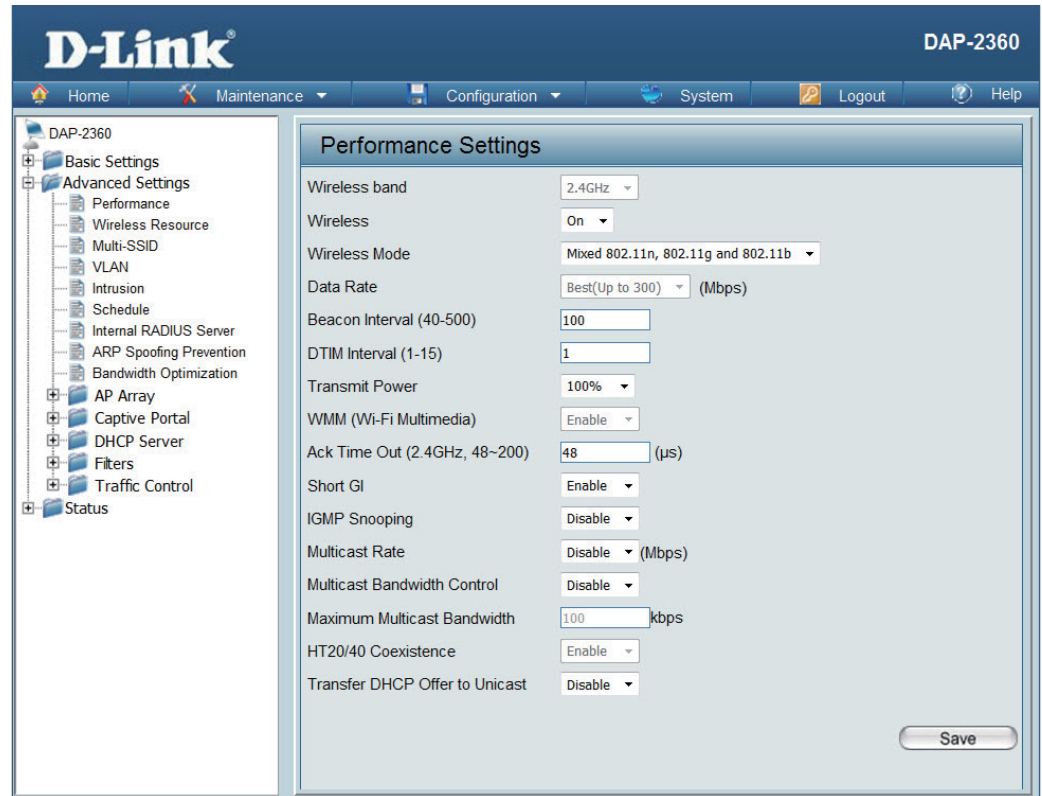 D-Link®
DAP-2360
Home Maintenance Configuration System Logout Help
DAP-2360
Basic Settings
Advanced Settings
Performance
Wireless Resource
Multi-SSID
VLAN
Intrusion
Schedule
Internal RADIUS Server
ARP Spoofing Prevention
Bandwidth Optimization
AP Array
Captive Portal
DHCP Server
Filters
Traffic Control
Status
Performance Settings
Wireless band 2.4GHz
Wireless On
Wireless Mode Mixed 802.11n, 802.11g and 802.11b
Data Rate Best(Up to 300) (Mbps)
Beacon Interval (40-500) 100
DTIM Interval (1-15) 1
Transmit Power 100%
WMM (Wi-Fi Multimedia) Enable
Ack Time Out (2.4GHz, 48~200) 48 (µs)
Short GI Enable
IGMP Snooping Disable
Multicast Rate Disable (Mbps)
Multicast Bandwidth Control Disable
Maximum Multicast Bandwidth 100 kbps
HT20/40 Coexistence Enable
Transfer DHCP Offer to Unicast Disable
Save